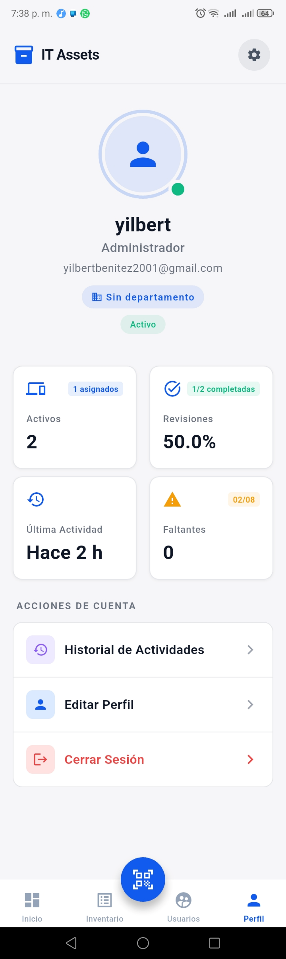 7:38 p. m.
64
IT Assets
yilbert
Administrador
yilbertbenitez2001@gmail.com
Sin departamento
Activo
1 asignados
Activos
2
1/2 completadas
Revisiones
50.0%
Última Actividad
Hace 2 h
02/08
Faltantes
0
ACCIONES DE CUENTA
Historial de Actividades
Editar Perfil
Cerrar Sesión
Inicio
Inventario
Usuarios
Perfil